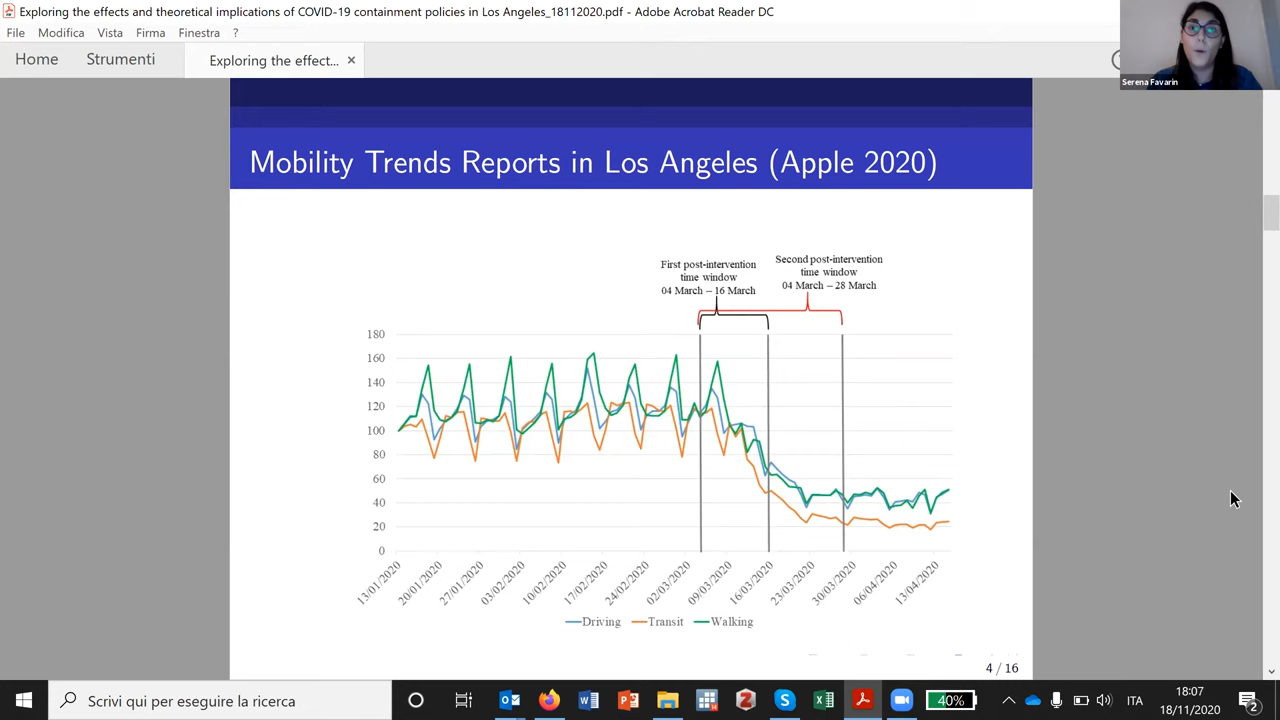 Exploring the effects and theoretical implications of COVID-19 containment policies in Los Angeles_18112020.pdf - Adobe Acrobat Reader DC
File Modifica Vista Firma Finestra ?
Home Strumenti Exploring the effect... ×
Serena Favarin
Mobility Trends Reports in Los Angeles (Apple 2020)
First post-intervention
time window
04 March – 16 March
Second post-intervention
time window
04 March – 28 March
180
160
140
120
100
80
60
40
20
0
13/01/2020
20/01/2020
27/01/2020
03/02/2020
10/02/2020
17/02/2020
24/02/2020
02/03/2020
09/03/2020
16/03/2020
23/03/2020
30/03/2020
06/04/2020
13/04/2020
Driving Transit Walking
4 / 16
Scrivi qui per eseguire la ricerca
40%
ITA
18:07
18/11/2020
2